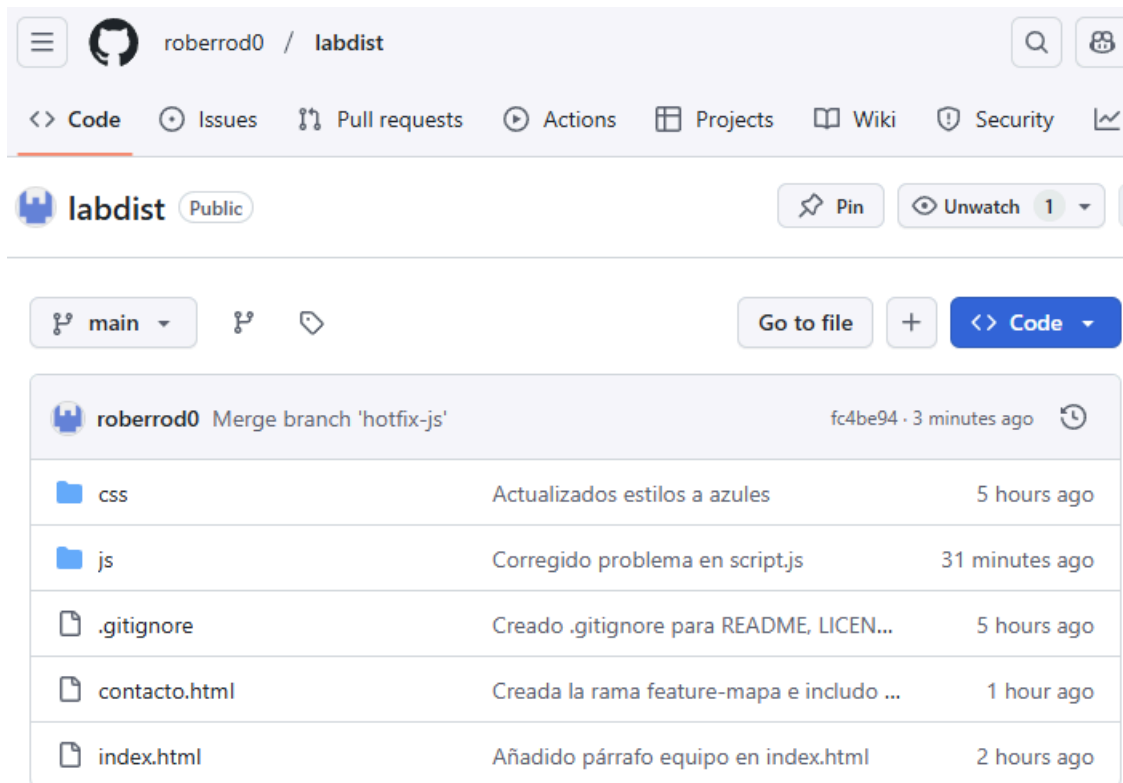 roberrod0 / labdist
Code Issues Pull requests Actions Projects Wiki Security
labdist Public Pin Unwatch 1
main Go to file + Code
roberrod0 Merge branch 'hotfix-js' fc4be94 · 3 minutes ago
css Actualizados estilos a azules 5 hours ago
js Corregido problema en script.js 31 minutes ago
.gitignore Creado .gitignore para README, LICEN... 5 hours ago
contacto.html Creada la rama feature-mapa e includo ... 1 hour ago
index.html Añadido párrafo equipo en index.html 2 hours ago